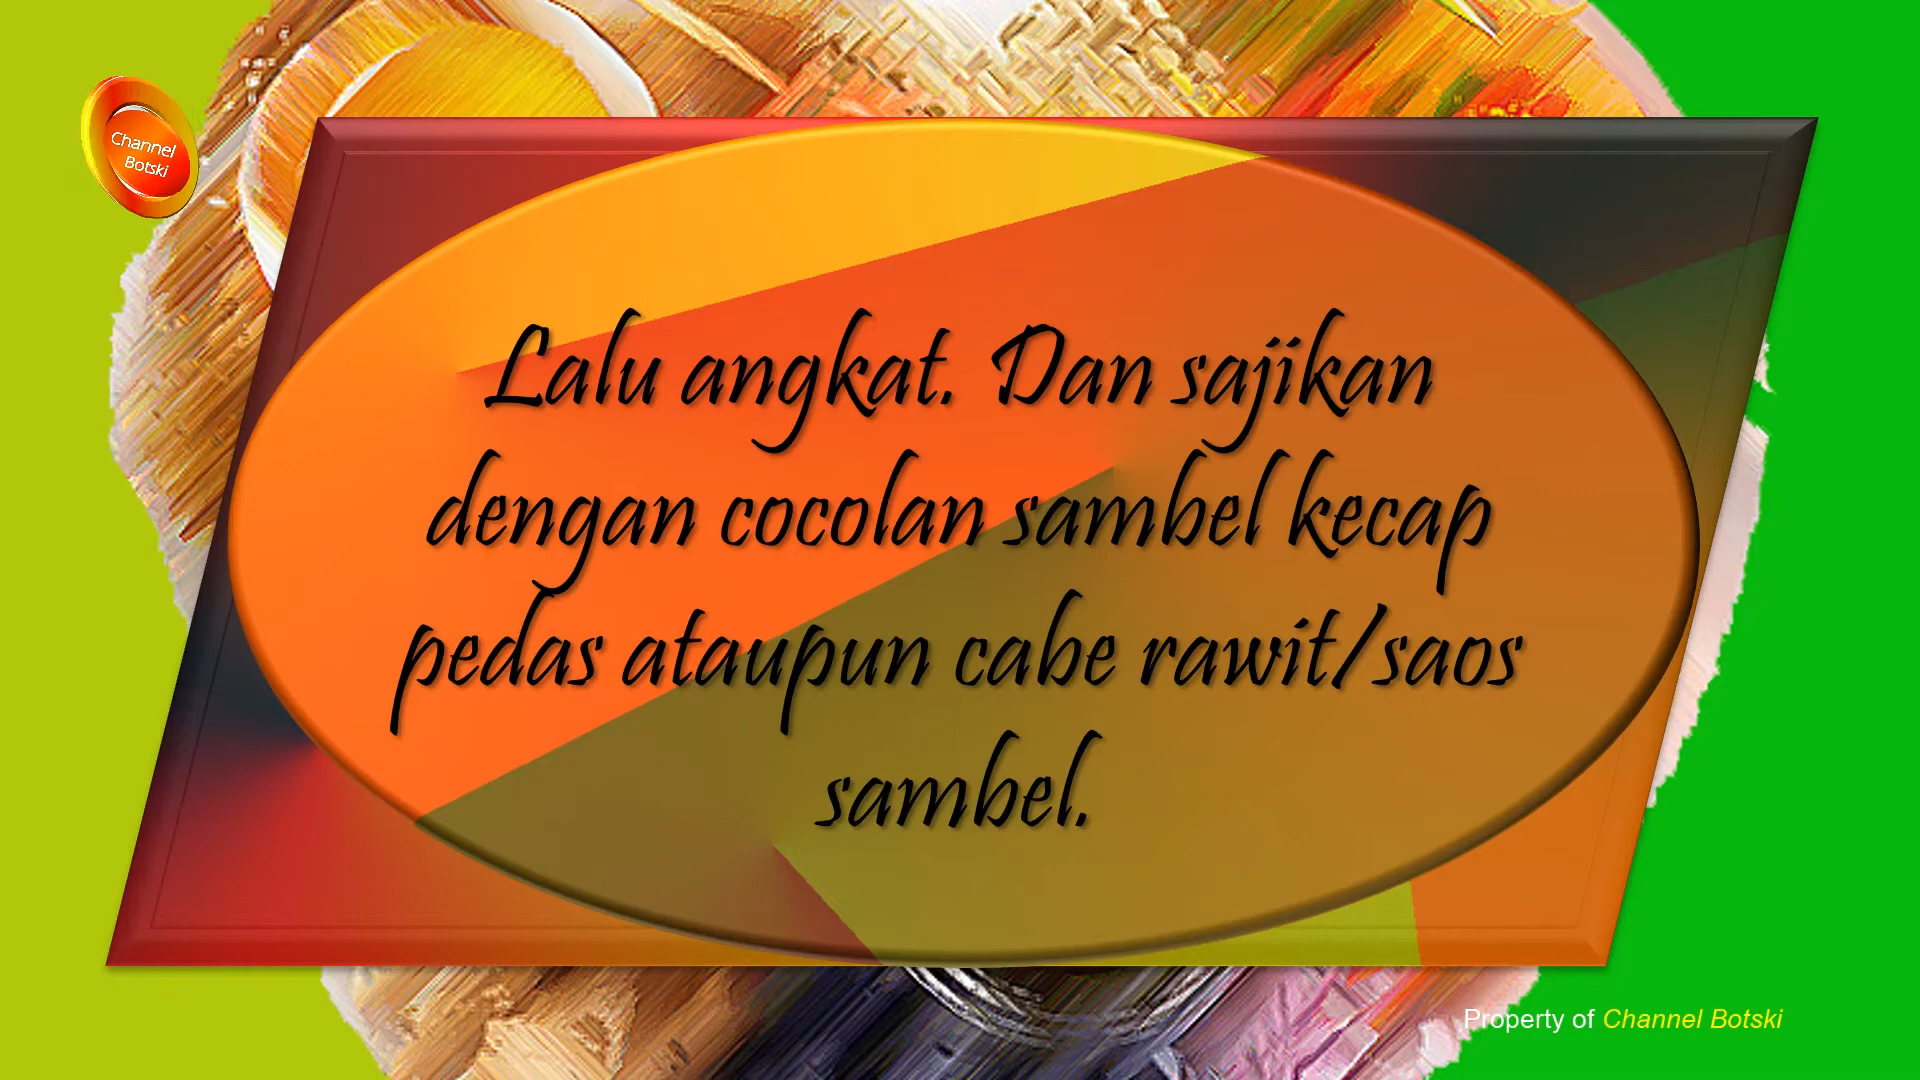 Channel
Botski
Lalu angkat. Dan sajikan
dengan cocolan sambel kecap
pedas ataupun cabe rawit/saos
sambel.
Property of Channel Botski